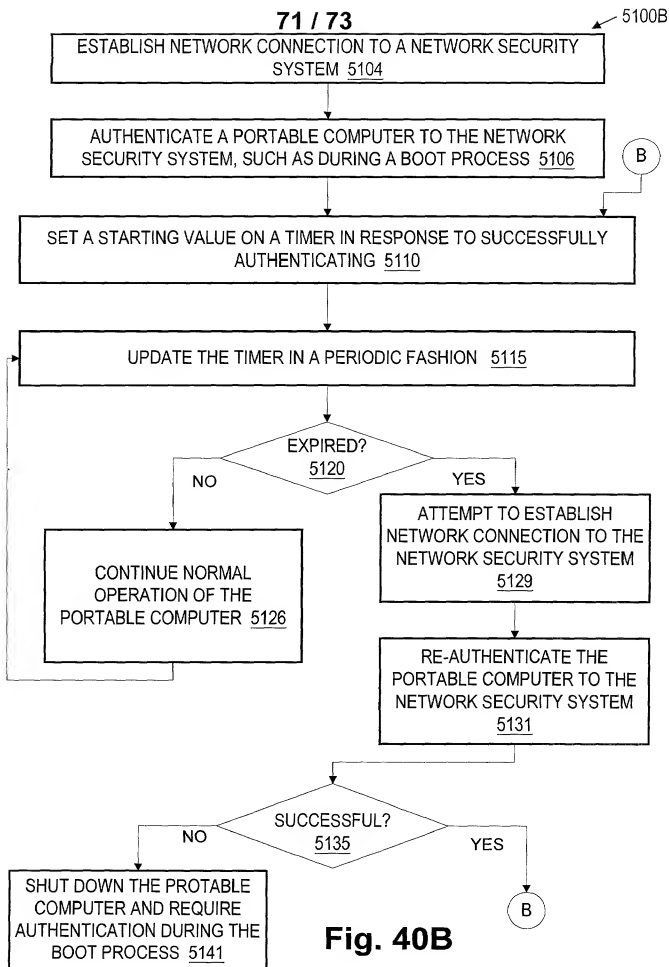 71 / 73
5100B
ESTABLISH NETWORK CONNECTION TO A NETWORK SECURITY
SYSTEM 5104
AUTHENTICATE A PORTABLE COMPUTER TO THE NETWORK
SECURITY SYSTEM, SUCH AS DURING A BOOT PROCESS 5106
B
SET A STARTING VALUE ON A TIMER IN RESPONSE TO SUCCESSFULLY
AUTHENTICATING 5110
UPDATE THE TIMER IN A PERIODIC FASHION 5115
EXPIRED?
5120
NO
YES
CONTINUE NORMAL
OPERATION OF THE
PORTABLE COMPUTER 5126
ATTEMPT TO ESTABLISH
NETWORK CONNECTION TO THE
NETWORK SECURITY SYSTEM
5129
RE-AUTHENTICATE THE
PORTABLE COMPUTER TO THE
NETWORK SECURITY SYSTEM
5131
SUCCESSFUL?
5135
NO
YES
SHUT DOWN THE PROTABLE
COMPUTER AND REQUIRE
AUTHENTICATION DURING THE
BOOT PROCESS 5141
B
Fig. 40B